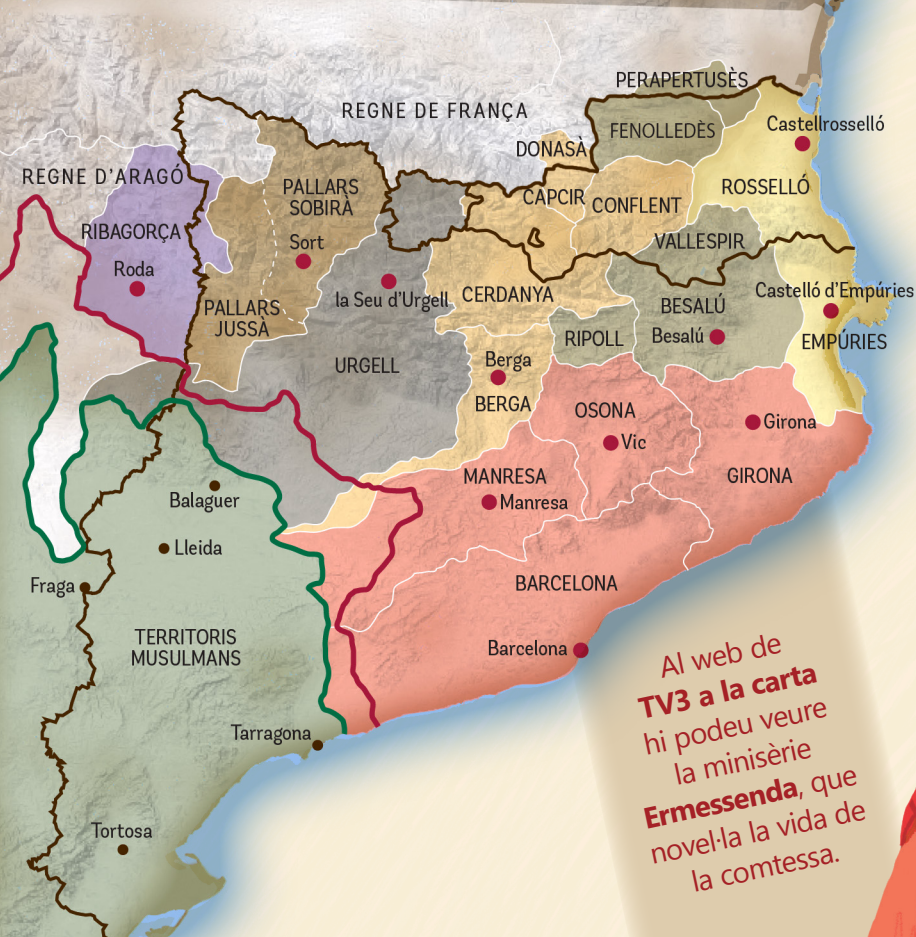 PERAPERTUSÈS
REGNE DE FRANÇA
FENOLLEDÈS
Castellrosselló
DONASÀ
REGNE D'ARAGÓ
PALLARS
SOBIRÀ
CAPCIR
CONFLENT
ROSSELLÓ
RIBAGORÇA
Sort
VALLESPIR
Roda
la Seu d'Urgell
CERDANYA
BESALÚ
Castelló d'Empúries
PALLARS
JUSSÀ
RIPOLL
Besalú
EMPÚRIES
URGELL
Berga
BERGA
OSONA
Vic
Girona
MANRESA
Manresa
GIRONA
Balaguer
Lleida
Fraga
BARCELONA
TERRITORIS
MUSULMANS
Barcelona
Tarragona
Tortosa
Al web de
TV3 a la carta
hi podeu veure
la minisèrie
Ermessenda, que
novel·la la vida de
la comtessa.